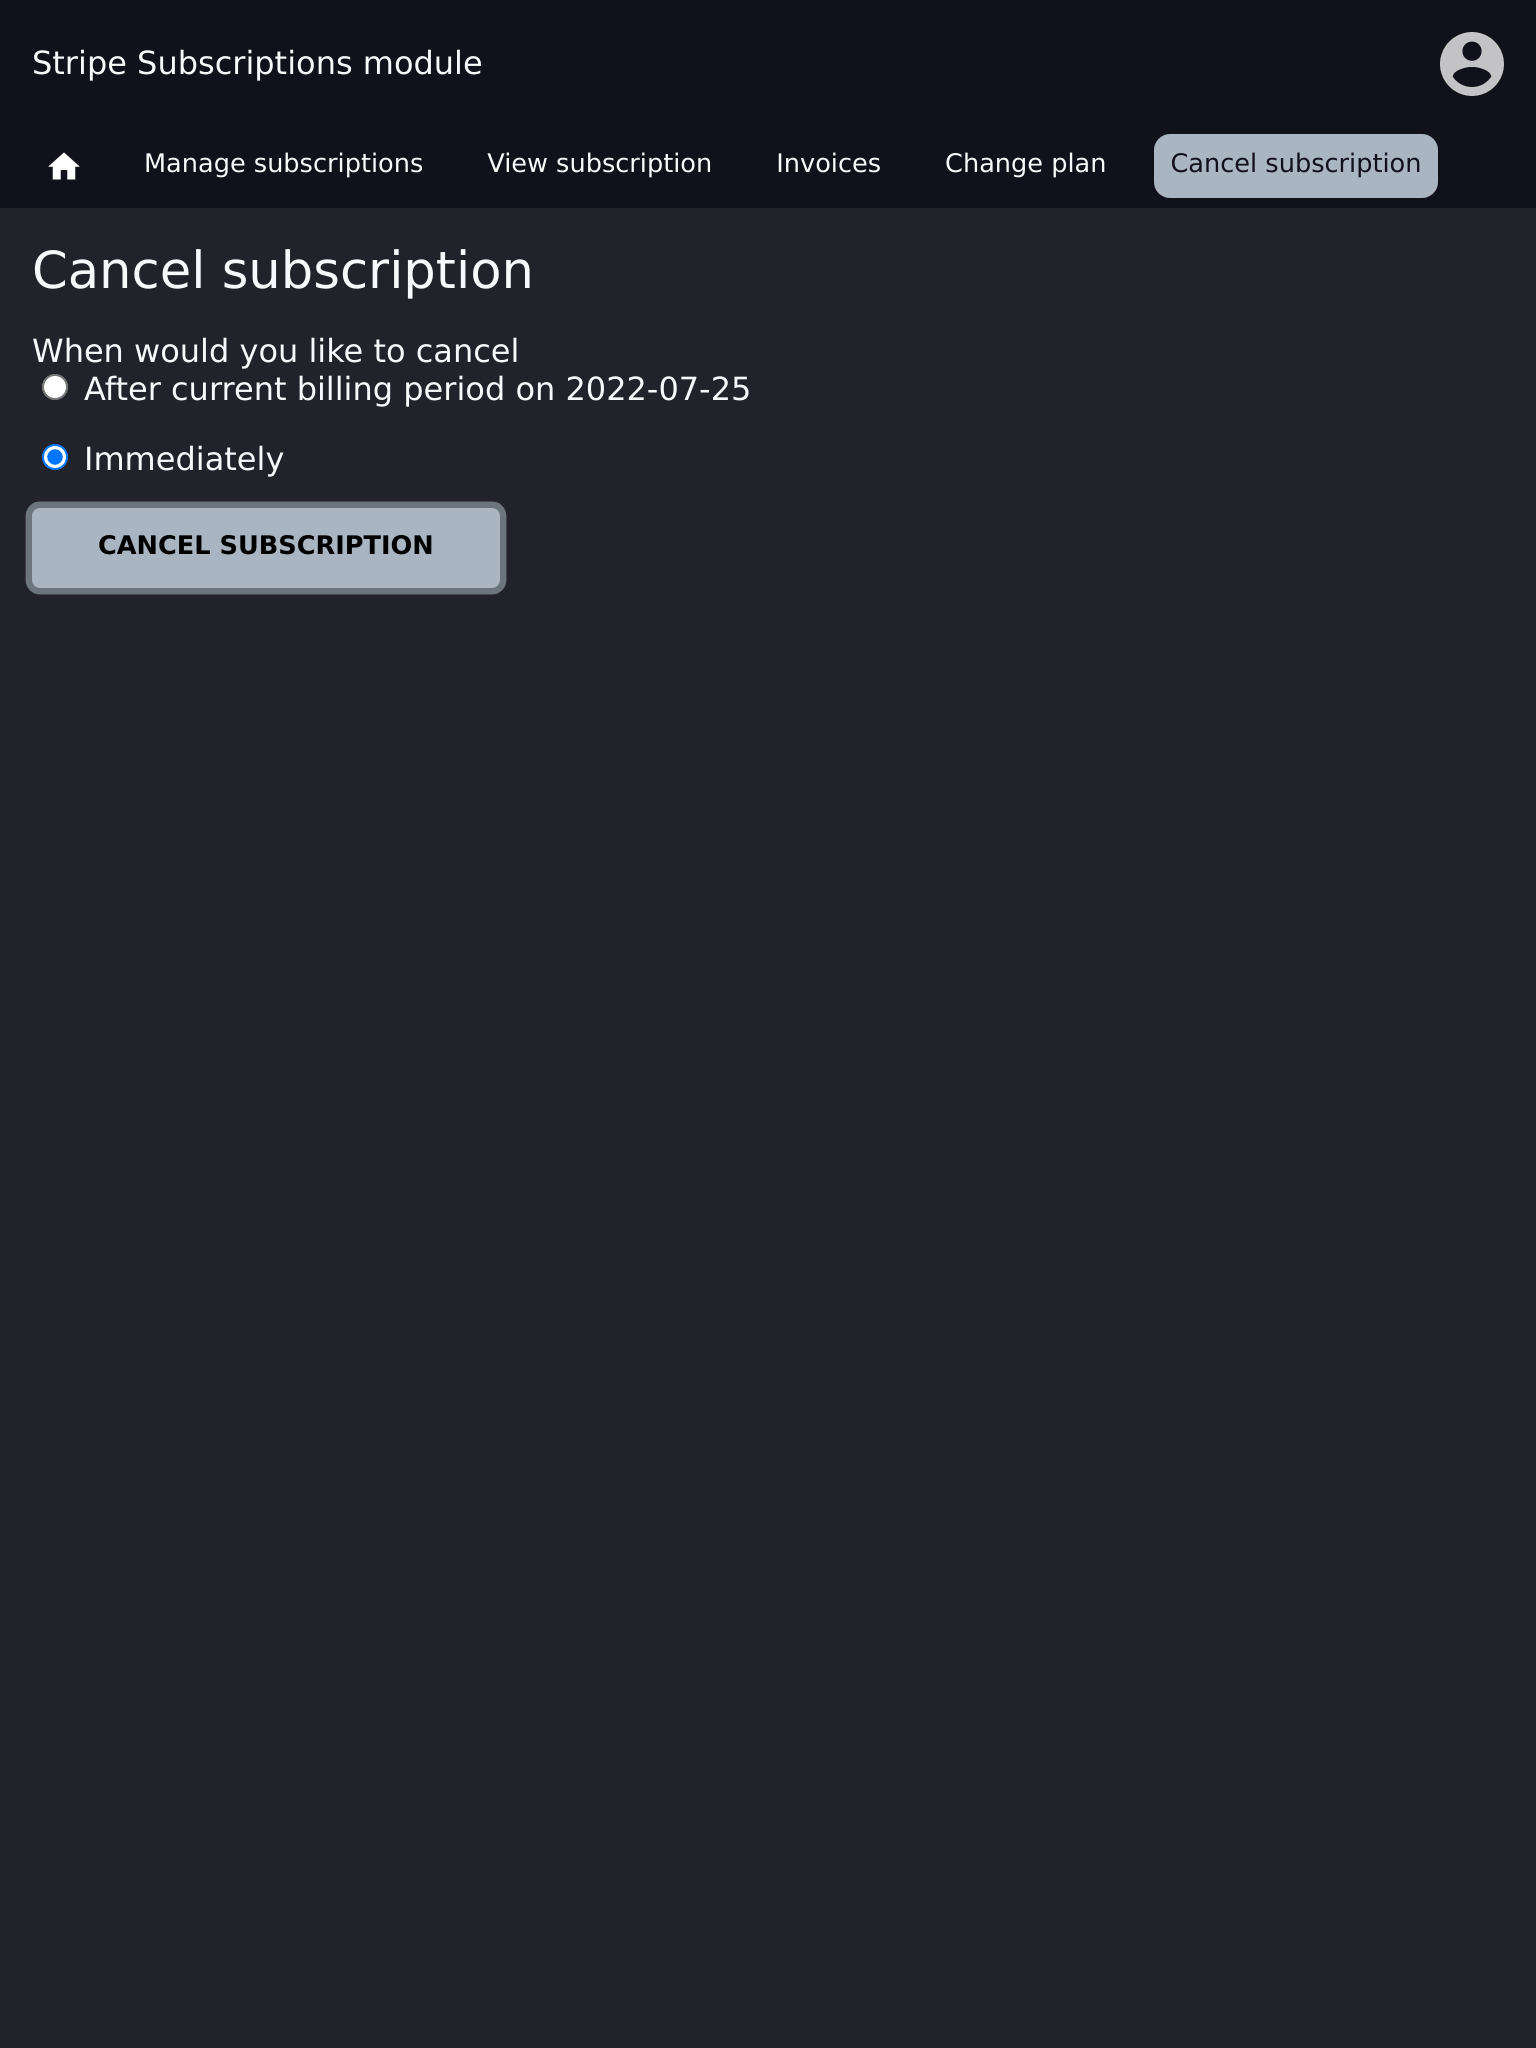 Stripe Subscriptions module
Manage subscriptions View subscription Invoices Change plan Cancel subscription
Cancel subscription
When would you like to cancel
After current billing period on 2022-07-25
Immediately
CANCEL SUBSCRIPTION